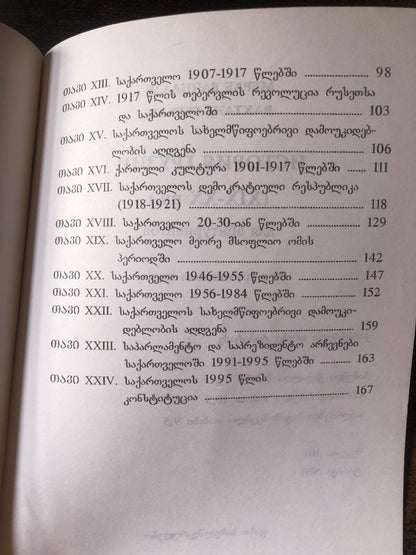 თავი XIII. საქართველო 1907-1917 წლებში ..................... 98
თავი XIV. 1917 წლის თებერვლის რევოლუცია რუსეთსა
და საქართველოში ............................................ 103
თავი XV. საქართველოს სახელმწიფოებრივი დამოუკიდებ-
ლობის აღდგენა .............................................. 106
თავი XVI. ქართული კულტურა 1901-1917 წლებში ........ 111
თავი XVII. საქართველოს დემოკრატიული რესპუბლიკა
(1918-1921) ..................................................... 118
თავი XVIII. საქართველო 20-30-იან წლებში ................. 129
თავი XIX. საქართველო მეორე მსოფლიო ომის
პერიოდში ...................................................... 142
თავი XX. საქართველო 1946-1955 წლებში ................... 147
თავი XXI. საქართველო 1956-1984 წლებში .................. 152
თავი XXII. საქართველოს სახელმწიფოებრივი დამოუკი-
დებლობის აღდგენა ......................................... 159
თავი XXIII. საპარლამენტო და საპრეზიდენტო არჩევნები
საქართველოში 1991-1995 წლებში ........... 163
თავი XXIV. საქართველოს 1995 წლის
კონსტიტუცია ............................................... 167